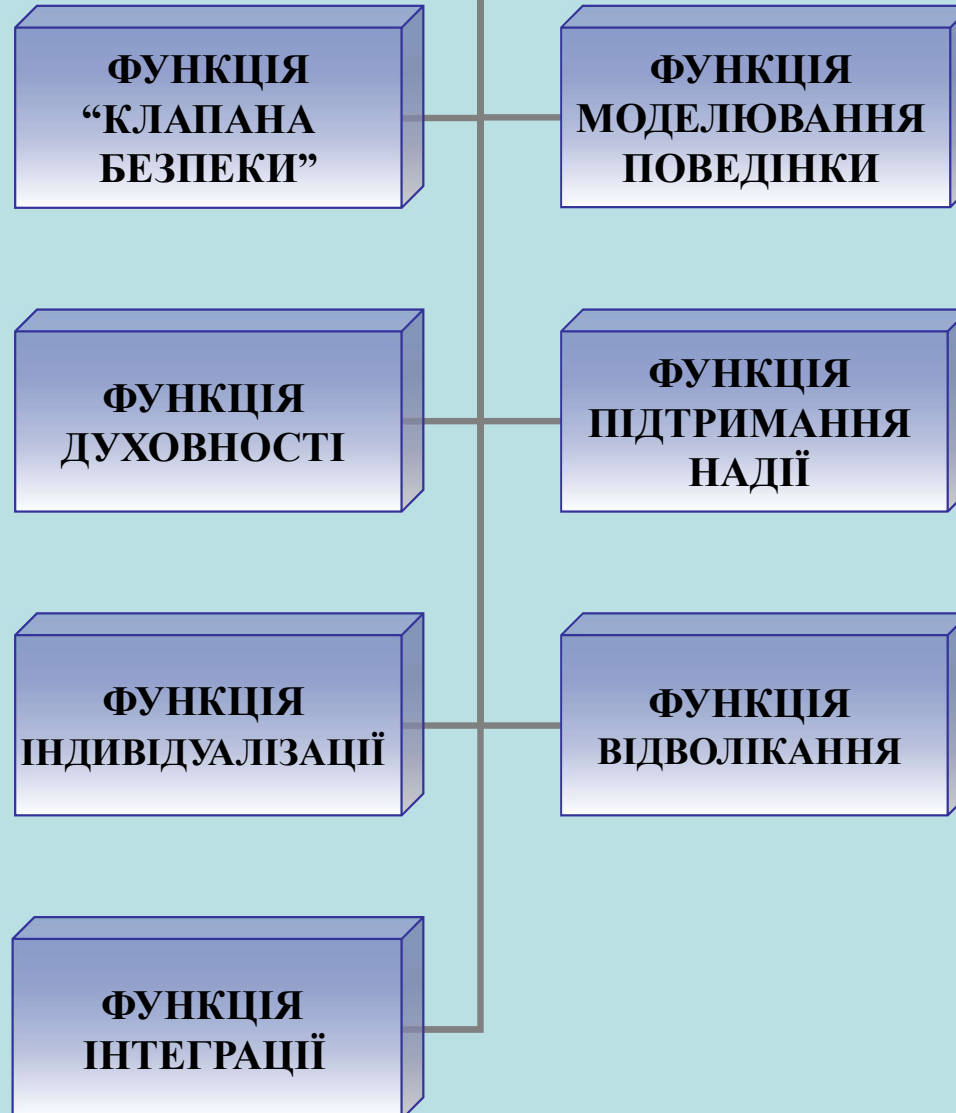 ФУНКЦІЯ
“КЛАПАНА
БЕЗПЕКИ”
ФУНКЦІЯ
МОДЕЛЮВАННЯ
ПОВЕДІНКИ
ФУНКЦІЯ
ДУХОВНОСТІ
ФУНКЦІЯ
ПІДТРИМАННЯ
НАДІЇ
ФУНКЦІЯ
ІНДИВІДУАЛІЗАЦІЇ
ФУНКЦІЯ
ВІДВОЛІКАННЯ
ФУНКЦІЯ
ІНТЕГРАЦІЇ